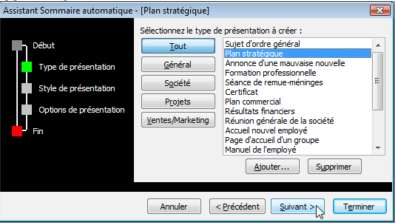 Assistant Sommaire automatique - [Plan stratégique]
Sélectionnez le type de présentation à créer :
Début
Type de présentation
Style de présentation
Options de présentation
Fin
Tout
Général
Société
Projets
Ventes/Marketing
Sujet d'ordre général
Plan stratégique
Annonce d'une mauvaise nouvelle
Formation professionnelle
Séance de remue-méninges
Certificat
Plan commercial
Résultats financiers
Réunion générale de la société
Accueil nouvel employé
Page d'accueil d'un groupe
Manuel de l'employé
Ajouter... Supprimer
Annuler < Précédent Suivant > Terminer